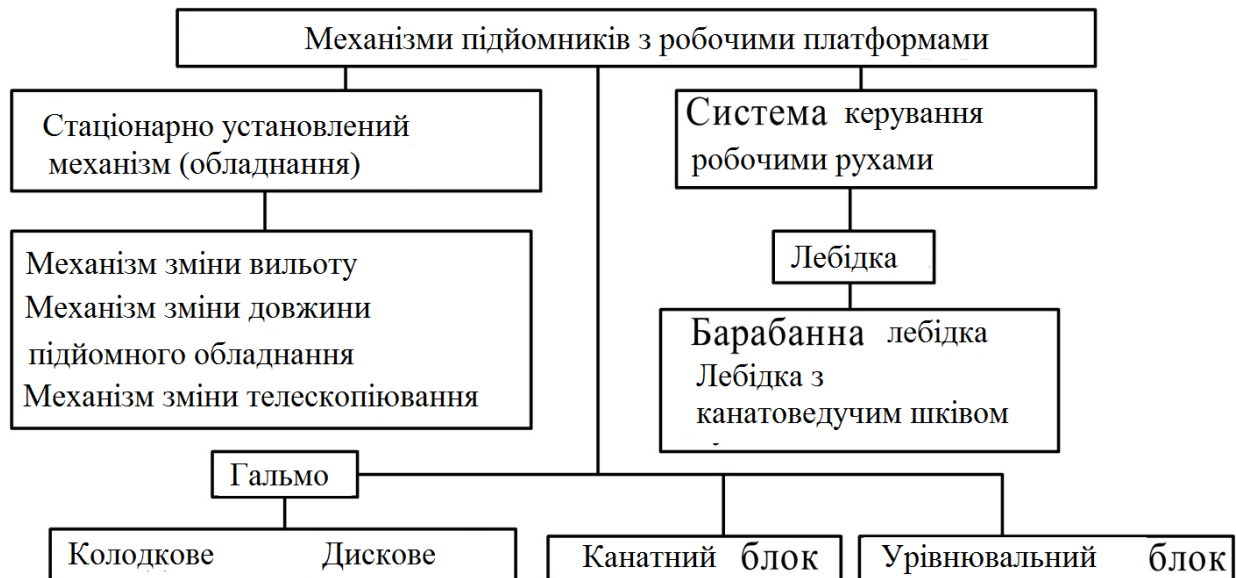 Механізми підйомників з робочими платформами
Стаціонарно установлений
механізм (обладнання)
Система керування
робочими рухами
Механізм зміни вильоту
Механізм зміни довжини
підйомного обладнання
Механізм зміни телескопіювання
Лебідка
Барабанна лебідка
Лебідка з
канатоведучим шківом
Гальмо
Колодкове Дискове
Канатний блок
Урівнювальний блок